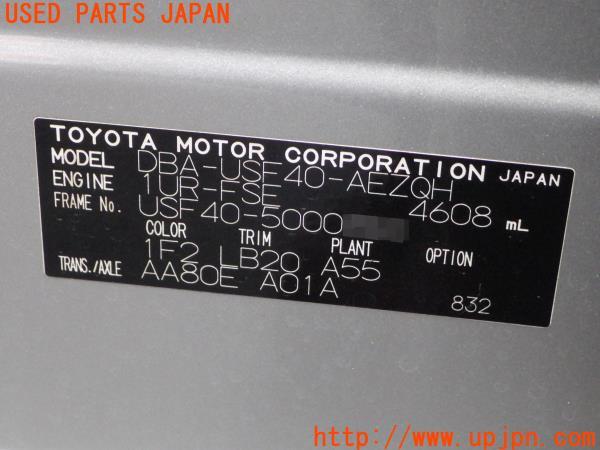 USED PARTS JAPAN
TOYOTA MOTOR CORPORATION JAPAN
MODEL DBA-USF40-AEZQH
ENGINE 1UR-FSE 4608 mL
FRAME No. USF40-5000
COLOR TRIM PLANT OPTION
1F2 LB20 A55
TRANS./AXLE AA80E A01A
832
http://www.upjpn.com/